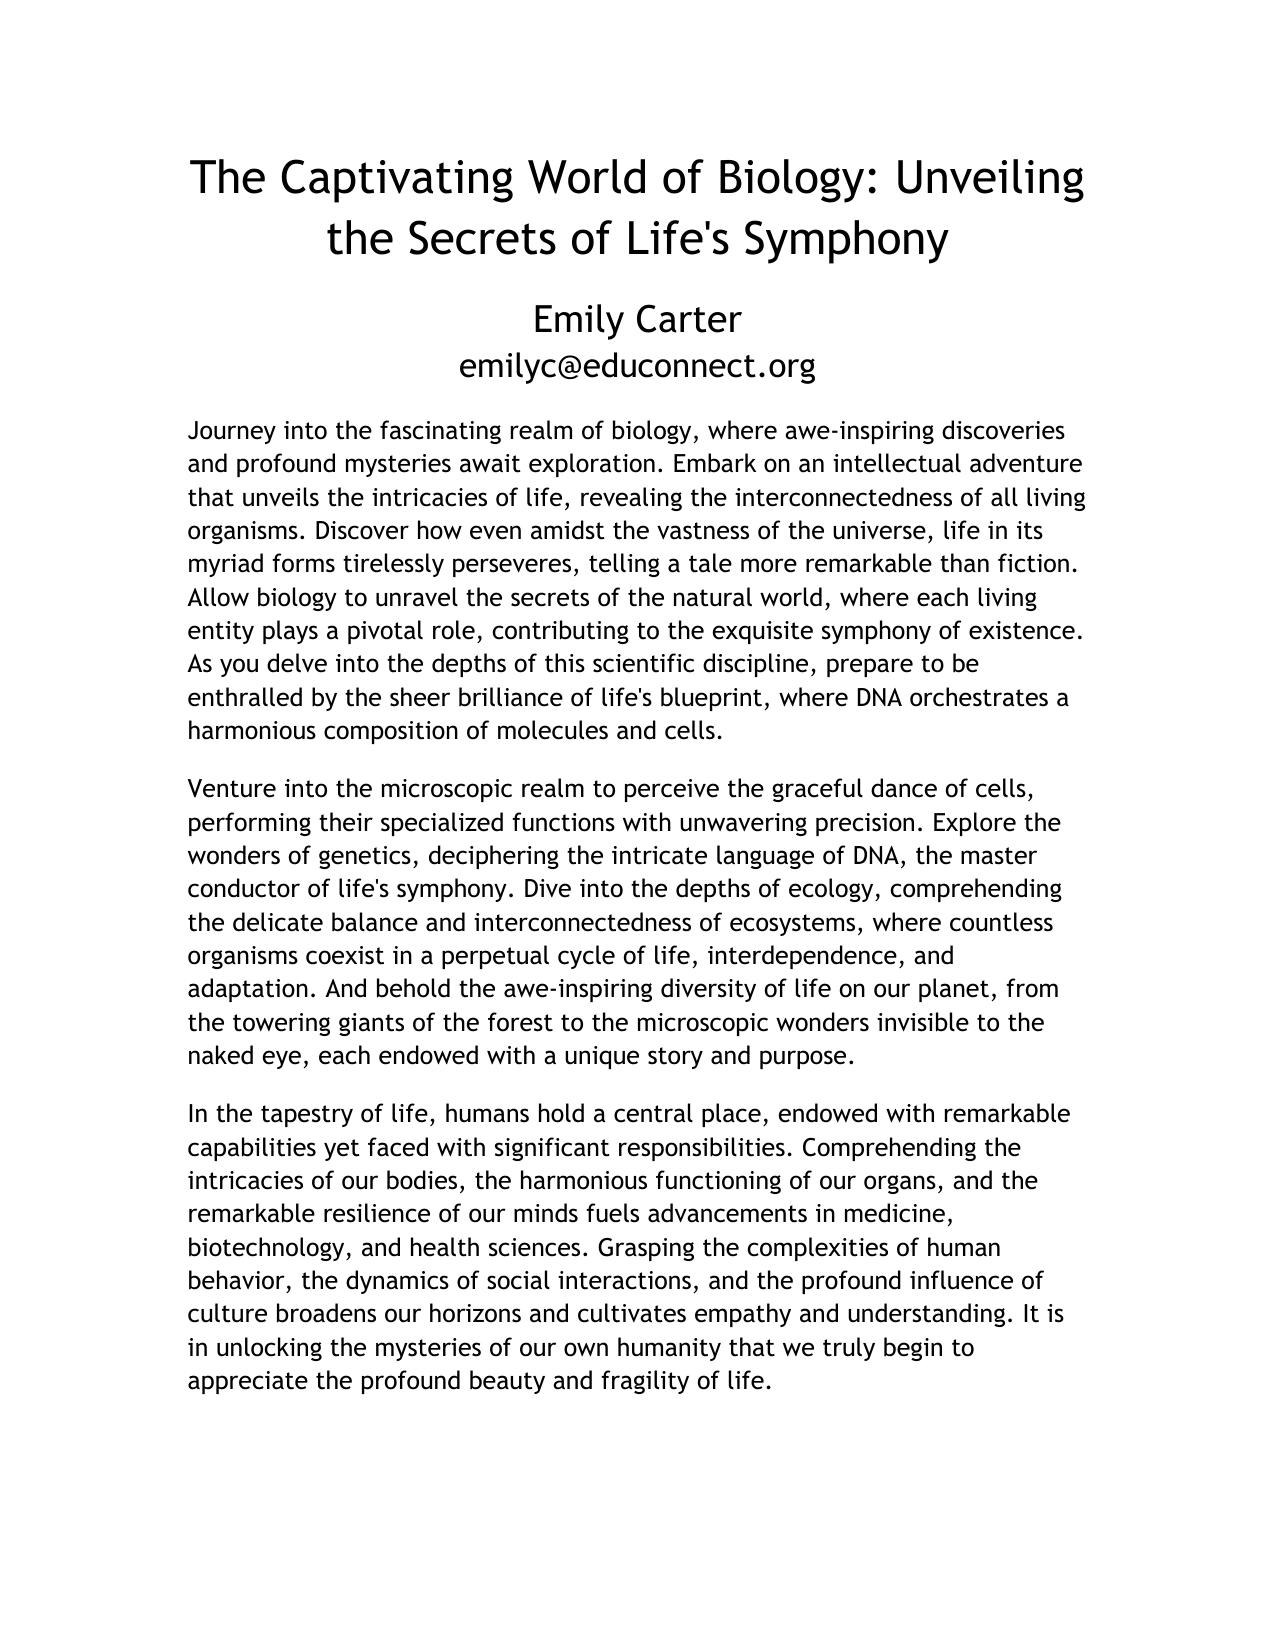 The Captivating World of Biology: Unveiling
the Secrets of Life's Symphony
Emily Carter
emilyc@educonnect.org
Journey into the fascinating realm of biology, where awe-inspiring discoveries
and profound mysteries await exploration. Embark on an intellectual adventure
that unveils the intricacies of life, revealing the interconnectedness of all living
organisms. Discover how even amidst the vastness of the universe, life in its
myriad forms tirelessly perseveres, telling a tale more remarkable than fiction.
Allow biology to unravel the secrets of the natural world, where each living
entity plays a pivotal role, contributing to the exquisite symphony of existence.
As you delve into the depths of this scientific discipline, prepare to be
enthralled by the sheer brilliance of life's blueprint, where DNA orchestrates a
harmonious composition of molecules and cells.
Venture into the microscopic realm to perceive the graceful dance of cells,
performing their specialized functions with unwavering precision. Explore the
wonders of genetics, deciphering the intricate language of DNA, the master
conductor of life's symphony. Dive into the depths of ecology, comprehending
the delicate balance and interconnectedness of ecosystems, where countless
organisms coexist in a perpetual cycle of life, interdependence, and
adaptation. And behold the awe-inspiring diversity of life on our planet, from
the towering giants of the forest to the microscopic wonders invisible to the
naked eye, each endowed with a unique story and purpose.
In the tapestry of life, humans hold a central place, endowed with remarkable
capabilities yet faced with significant responsibilities. Comprehending the
intricacies of our bodies, the harmonious functioning of our organs, and the
remarkable resilience of our minds fuels advancements in medicine,
biotechnology, and health sciences. Grasping the complexities of human
behavior, the dynamics of social interactions, and the profound influence of
culture broadens our horizons and cultivates empathy and understanding. It is
in unlocking the mysteries of our own humanity that we truly begin to
appreciate the profound beauty and fragility of life.